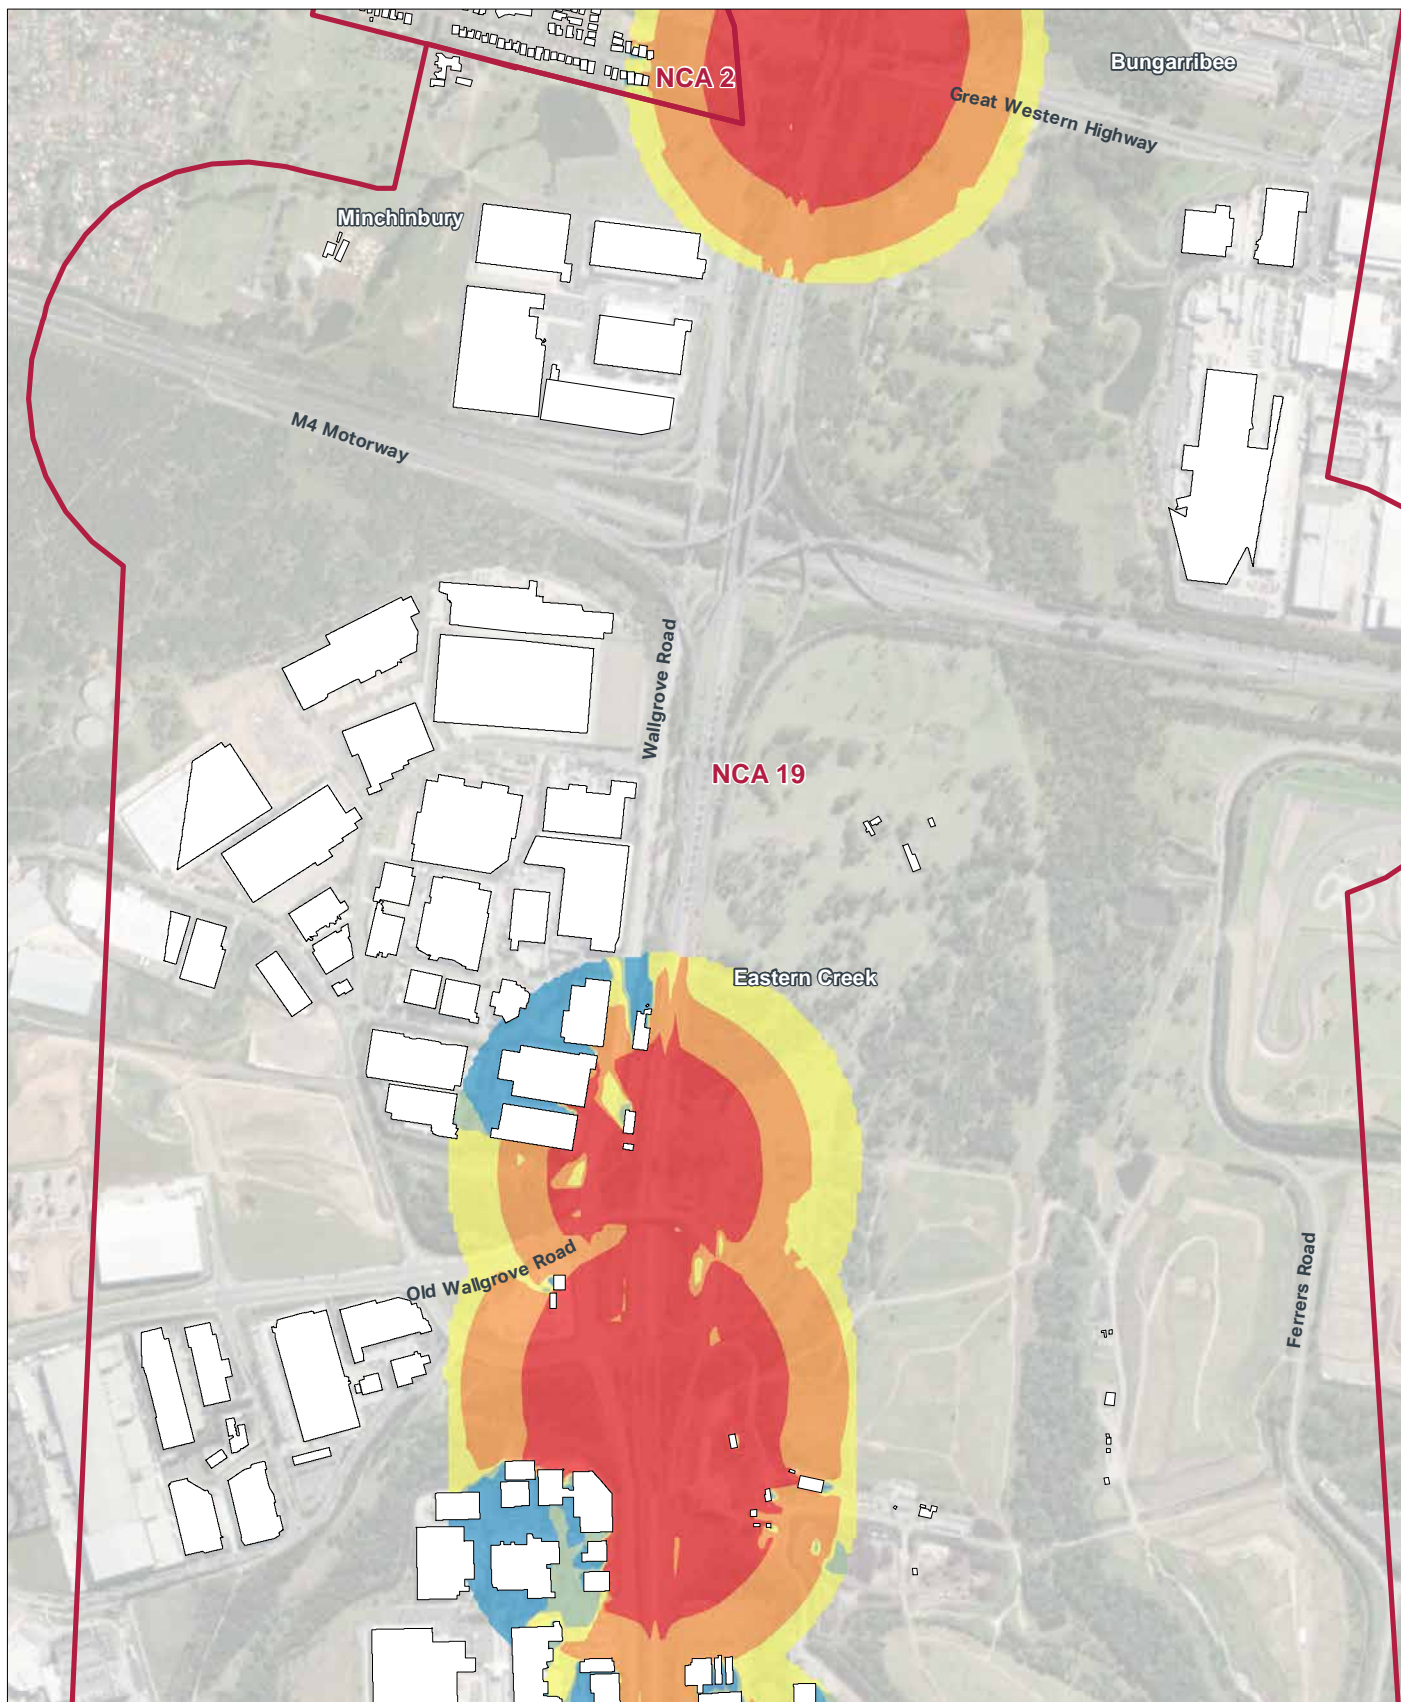 Bungarribee
NCA 2
Great Western Highway
Minchinbury
M4 Motorway
Wallgrove Road
NCA 19
Eastern Creek
Old Wallgrove Road
Ferrers Road